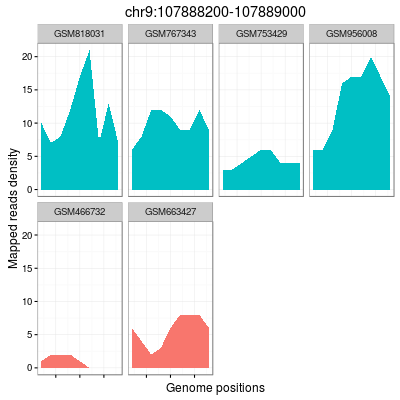 chr9:107888200-107889000
GSM818031 GSM767343 GSM753429 GSM956008
20
15
10
5
0
Mapped reads density
GSM466732 GSM663427
20
15
10
5
0
Genome positions